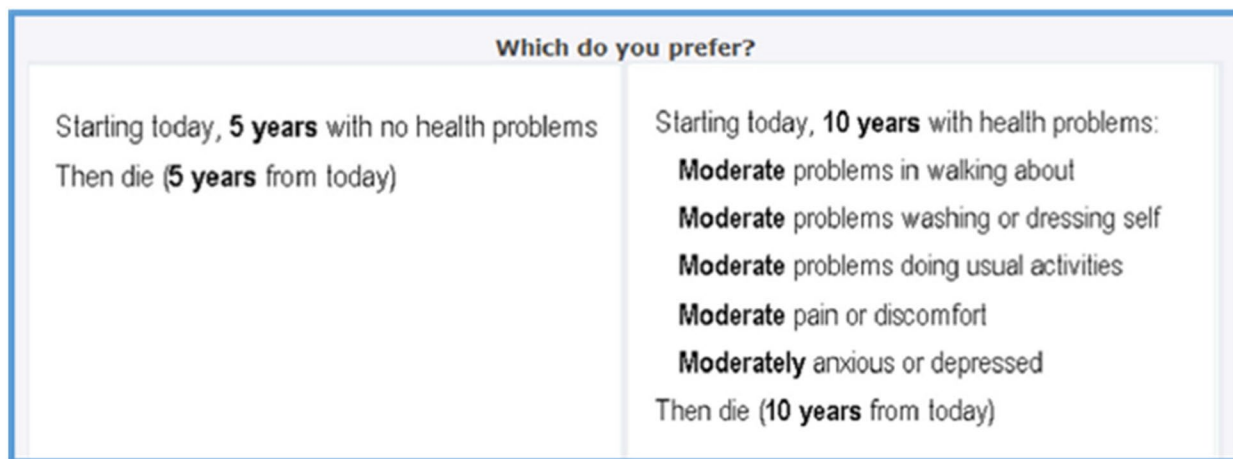 Which do you prefer?
Starting today, 5 years with no health problems
Then die (5 years from today)
Starting today, 10 years with health problems:
Moderate problems in walking about
Moderate problems washing or dressing self
Moderate problems doing usual activities
Moderate pain or discomfort
Moderately anxious or depressed
Then die (10 years from today)